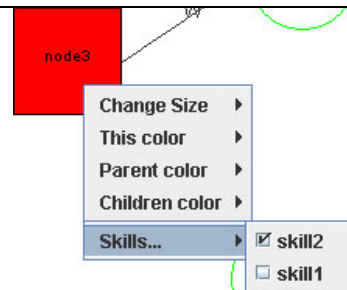 node3
Change Size
This color
Parent color
Children color
Skills...
skill2
skill1